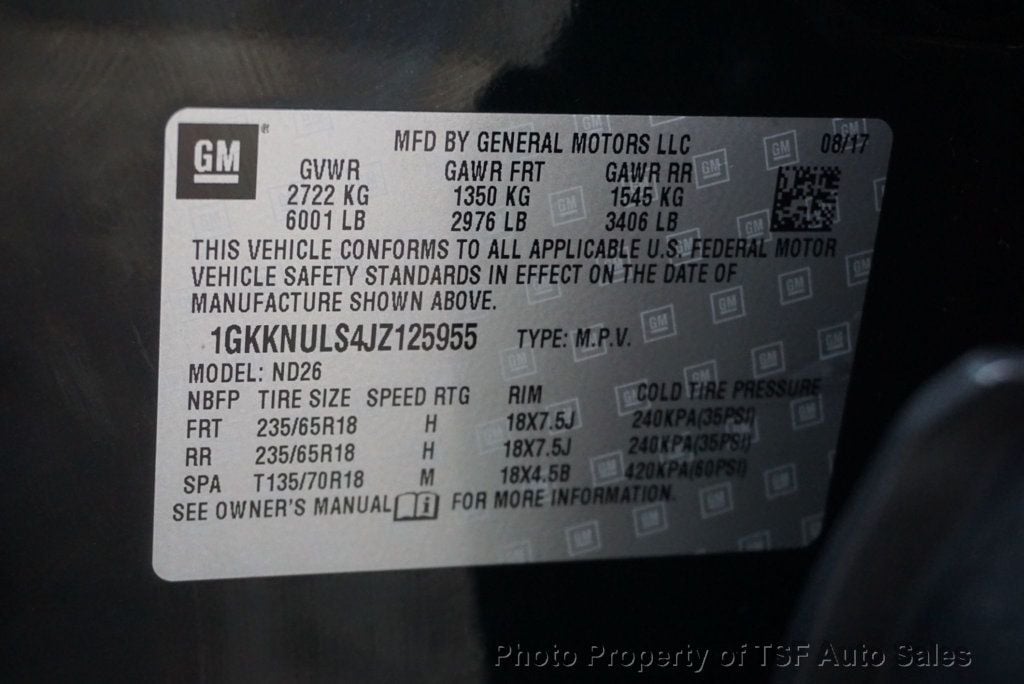 GM® MFD BY GENERAL MOTORS LLC 08/17
GVWR GAWR FRT GAWR RR
2722 KG 1350 KG 1545 KG
6001 LB 2976 LB 3406 LB
THIS VEHICLE CONFORMS TO ALL APPLICABLE U.S. FEDERAL MOTOR
VEHICLE SAFETY STANDARDS IN EFFECT ON THE DATE OF
MANUFACTURE SHOWN ABOVE.
1GKKNULS4JZ125955 TYPE: M.P.V.
MODEL: ND26
NBFP TIRE SIZE SPEED RTG RIM COLD TIRE PRESSURE
FRT 235/65R18 H 18X7.5J 240KPA(35PSI)
RR 235/65R18 H 18X7.5J 240KPA(35PSI)
SPA T135/70R18 M 18X4.5B 420KPA(60PSI)
SEE OWNER'S MANUAL FOR MORE INFORMATION.
Photo Property of TSF Auto Sales